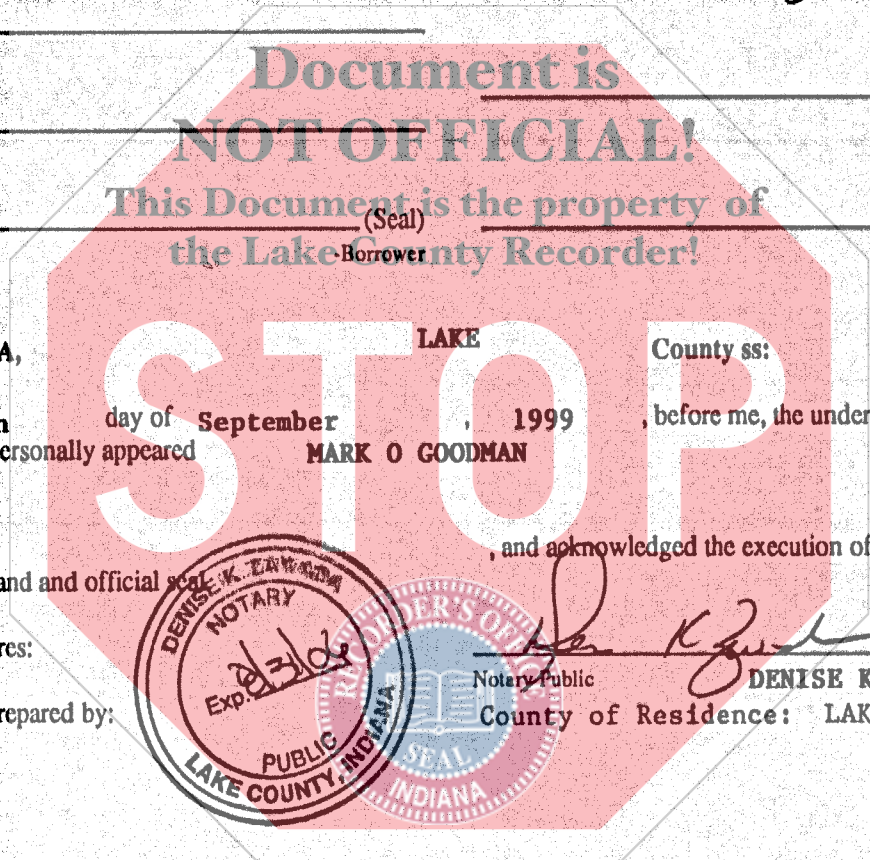 Document is
NOT OFFICIAL!
This Document is the property of
(Seal)
the Lake County Recorder!
-Borrower
A, LAKE County ss:
day of September , 1999 , before me, the under
ersonally appeared MARK O GOODMAN
STOP
, and acknowledged the execution of
and and official seal.
DENISE K. ZAWADA
NOTARY
Exp.
PUBLIC
LAKE COUNTY, INDIANA
RECORDER'S OFFICE
SEAL
INDIANA
res:
Notary Public DENISE K
repared by: County of Residence: LAK